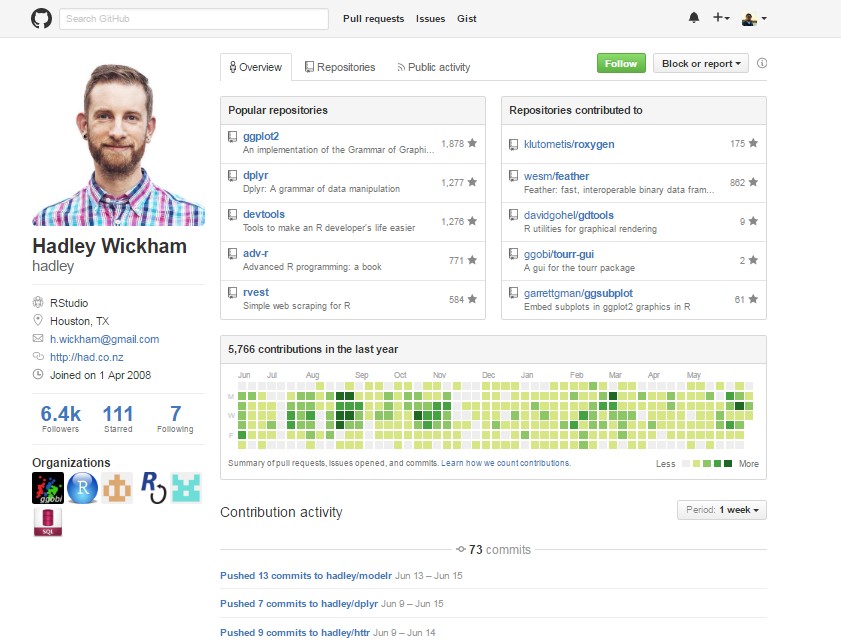 Search GitHub
Pull requests Issues Gist
Overview Repositories Public activity
Follow Block or report
Hadley Wickham
hadley
RStudio
Houston, TX
h.wickham@gmail.com
http://had.co.nz
Joined on 1 Apr 2008
6.4k 111 7
Followers Starred Following
Organizations
ggobi
R
R
SQL
Popular repositories
ggplot2
An implementation of the Grammar of Graphi...
1,878
dplyr
Dplyr: A grammar of data manipulation
1,277
devtools
Tools to make an R developer's life easier
1,276
adv-r
Advanced R programming: a book
771
rvest
Simple web scraping for R
584
Repositories contributed to
klutometis/roxygen
175
wesm/feather
Feather: fast, interoperable binary data fram...
862
davidgohel/gdtools
R utilities for graphical rendering
9
ggobi/tourr-gui
A gui for the tourr package
2
garrettgman/ggsubplot
Embed subplots in ggplot2 graphics in R
61
5,766 contributions in the last year
Jun Jul Aug Sep Oct Nov Dec Jan Feb Mar Apr May
M
W
F
Summary of pull requests, issues opened, and commits. Learn how we count contributions.
Less More
Contribution activity
Period: 1 week
73 commits
Pushed 13 commits to hadley/modelr Jun 13 – Jun 15
Pushed 7 commits to hadley/dplyr Jun 9 – Jun 15
Pushed 9 commits to hadley/httr Jun 9 – Jun 14